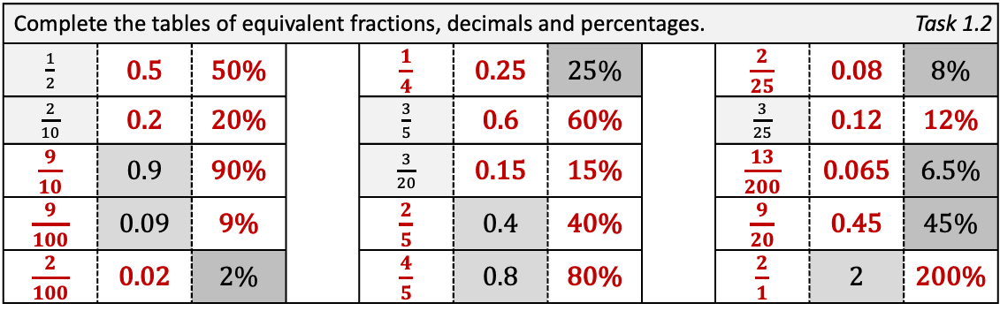 Complete the tables of equivalent fractions, decimals and percentages. Task 1.2
1/2 0.5 50% 1/4 0.25 25% 2/25 0.08 8%
2/10 0.2 20% 3/5 0.6 60% 3/25 0.12 12%
9/10 0.9 90% 3/20 0.15 15% 13/200 0.065 6.5%
9/100 0.09 9% 2/5 0.4 40% 9/20 0.45 45%
2/100 0.02 2% 4/5 0.8 80% 2/1 2 200%